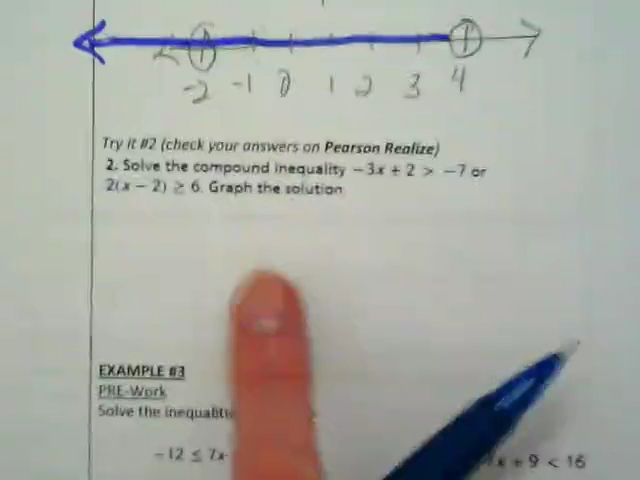 -2 -1 0 1 2 3 4
Try It #2 (check your answers on Pearson Realize)
2. Solve the compound inequality −3x + 2 > −7 or
2(x − 2) ≥ 6. Graph the solution
EXAMPLE #3
PRE-Work
Solve the
−12 ≤ 7x
x + 9 < 16